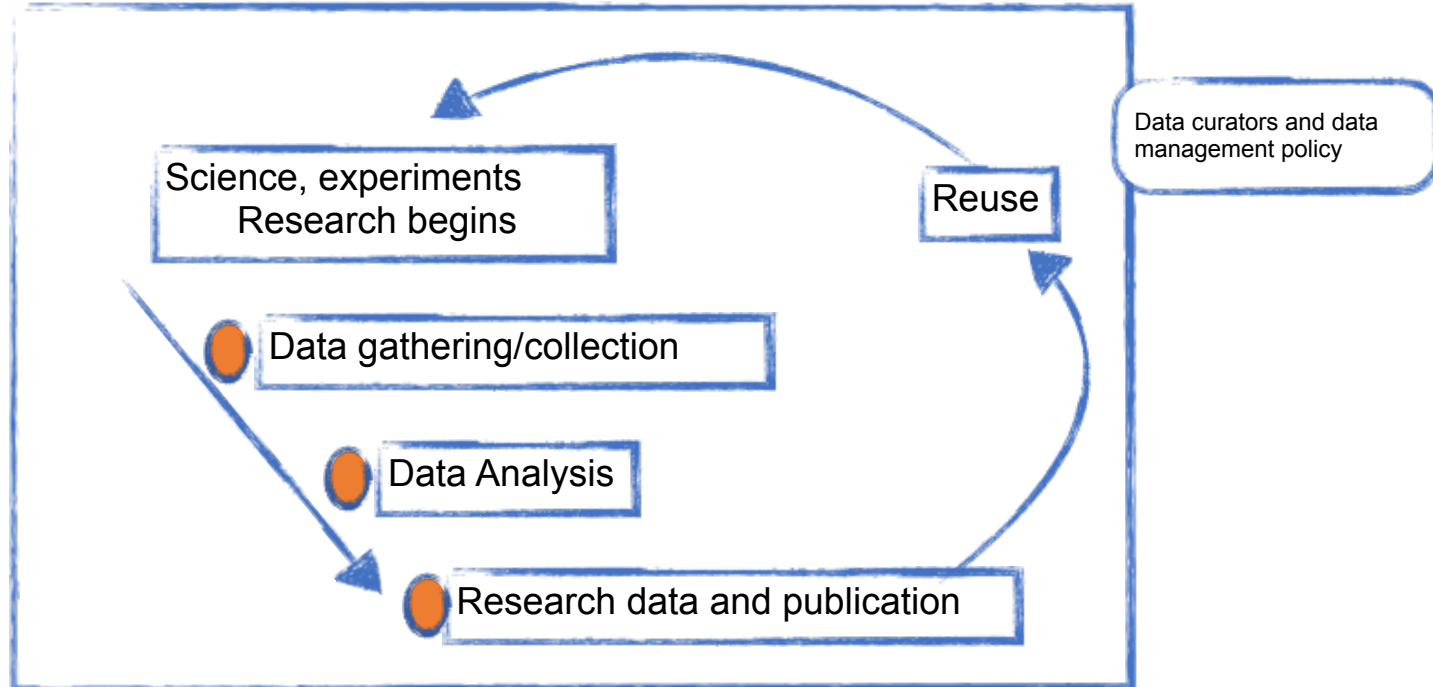 Data curators and data
management policy
Science, experiments
Research begins
Reuse
Data gathering/collection
Data Analysis
Research data and publication